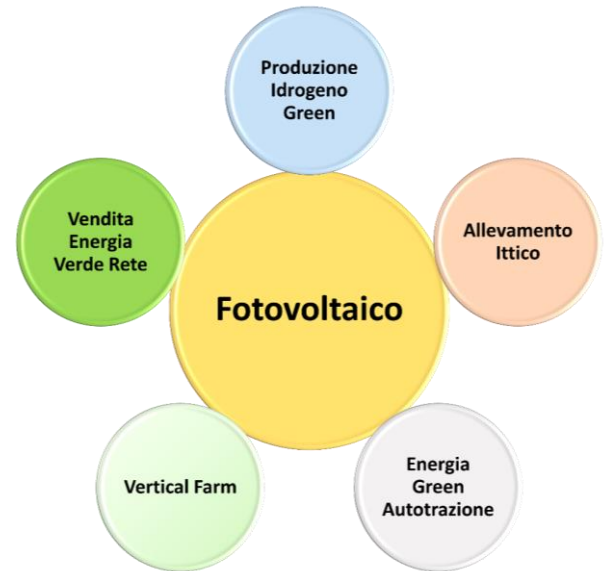 Produzione
Idrogeno
Green
Vendita
Energia
Verde Rete
Allevamento
Ittico
Fotovoltaico
Vertical Farm
Energia
Green
Autotrazione